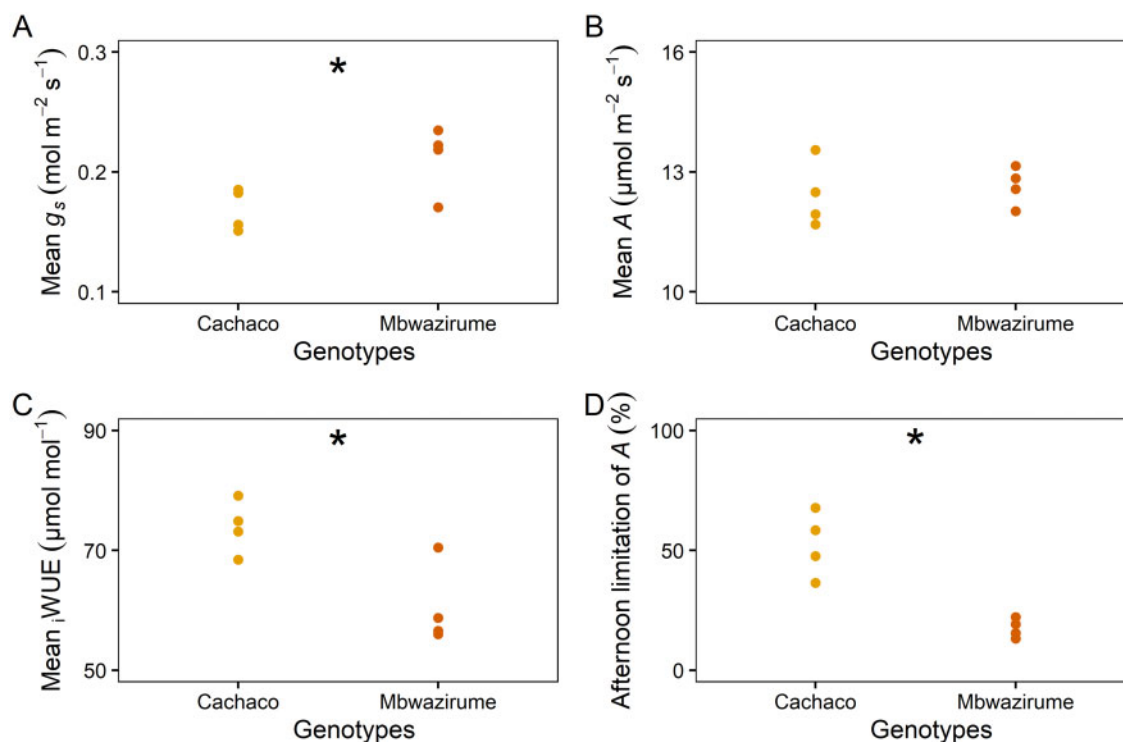 A
Mean gₛ (mol m⁻² s⁻¹)
0.3
0.2
0.1
*
Cachaco
Mbwazirume
Genotypes
B
Mean A (µmol m⁻² s⁻¹)
16
13
10
Cachaco
Mbwazirume
Genotypes
C
Mean ᵢWUE (µmol mol⁻¹)
90
70
50
*
Cachaco
Mbwazirume
Genotypes
D
Afternoon limitation of A (%)
100
50
0
*
Cachaco
Mbwazirume
Genotypes